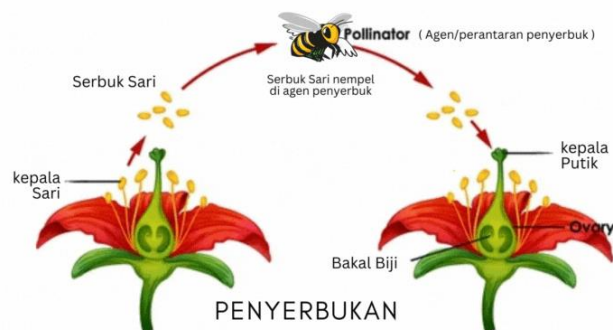 Pollinator ( Agen/perantaran penyerbuk )
Serbuk Sari
Serbuk Sari nempel
di agen penyerbuk
kepala
Sari
kepala
Putik
Ovary
Bakal Biji
PENYERBUKAN